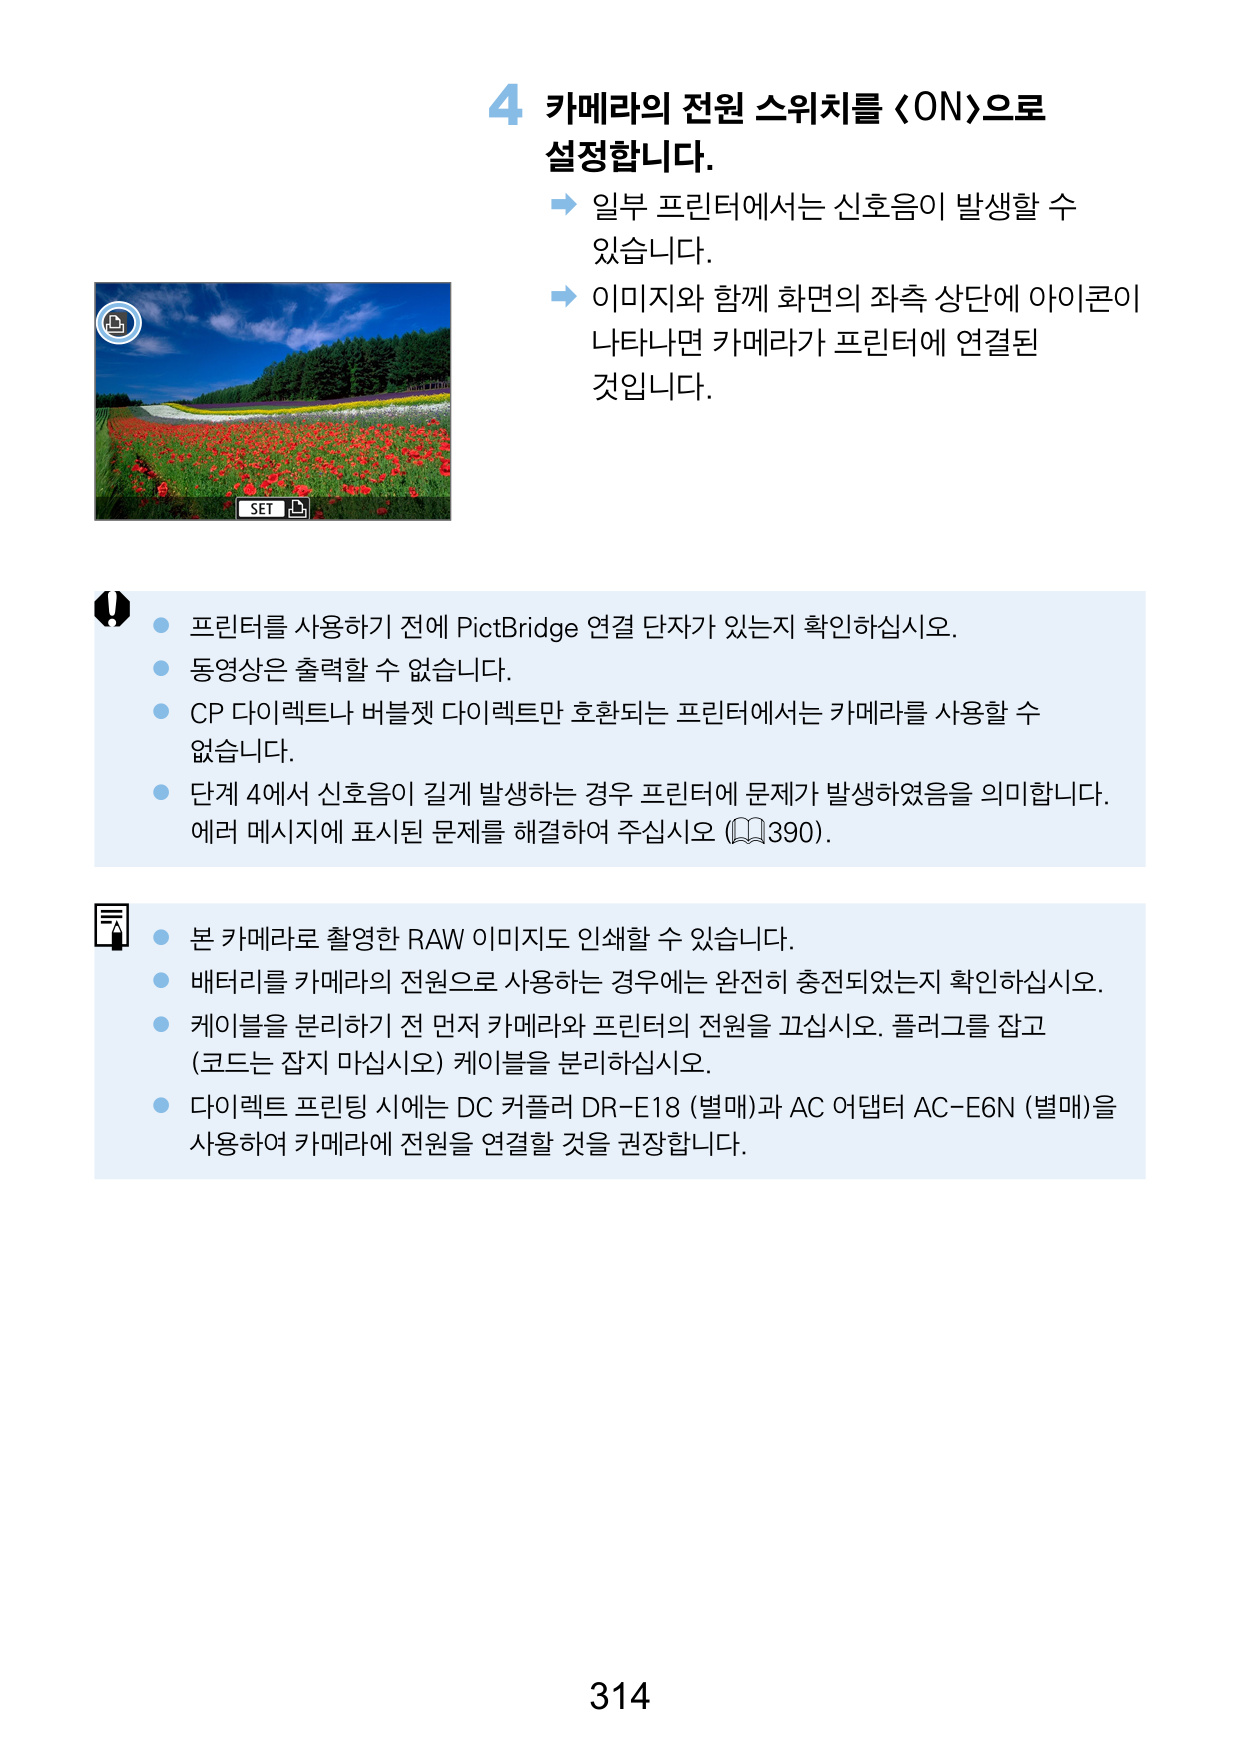 4 카메라의 전원 스위치를 <ON>으로
설정합니다.
➡ 일부 프린터에서는 신호음이 발생할 수
있습니다.
➡ 이미지와 함께 화면의 좌측 상단에 아이콘이
나타나면 카메라가 프린터에 연결된
것입니다.
SET
● 프린터를 사용하기 전에 PictBridge 연결 단자가 있는지 확인하십시오.
● 동영상은 출력할 수 없습니다.
● CP 다이렉트나 버블젯 다이렉트만 호환되는 프린터에서는 카메라를 사용할 수
없습니다.
● 단계 4에서 신호음이 길게 발생하는 경우 프린터에 문제가 발생하였음을 의미합니다.
에러 메시지에 표시된 문제를 해결하여 주십시오 (📖390).
● 본 카메라로 촬영한 RAW 이미지도 인쇄할 수 있습니다.
● 배터리를 카메라의 전원으로 사용하는 경우에는 완전히 충전되었는지 확인하십시오.
● 케이블을 분리하기 전 먼저 카메라와 프린터의 전원을 끄십시오. 플러그를 잡고
(코드는 잡지 마십시오) 케이블을 분리하십시오.
● 다이렉트 프린팅 시에는 DC 커플러 DR-E18 (별매)과 AC 어댑터 AC-E6N (별매)을
사용하여 카메라에 전원을 연결할 것을 권장합니다.
314